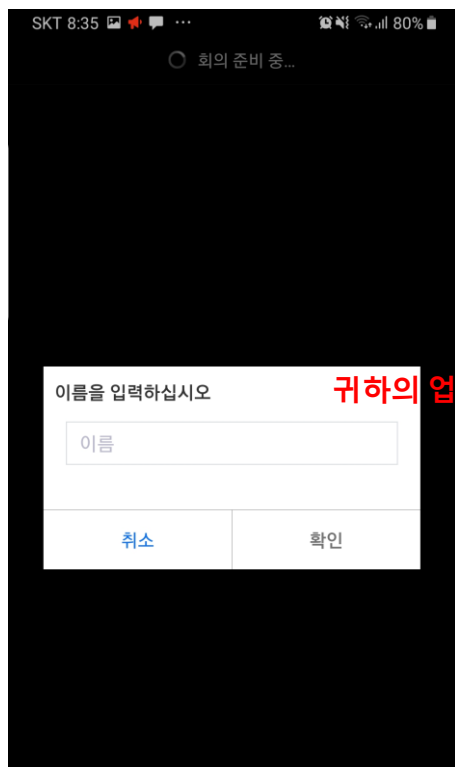 SKT 8:35 ... 80%
회의 준비 중...
이름을 입력하십시오
귀하의 업
이름
취소
확인